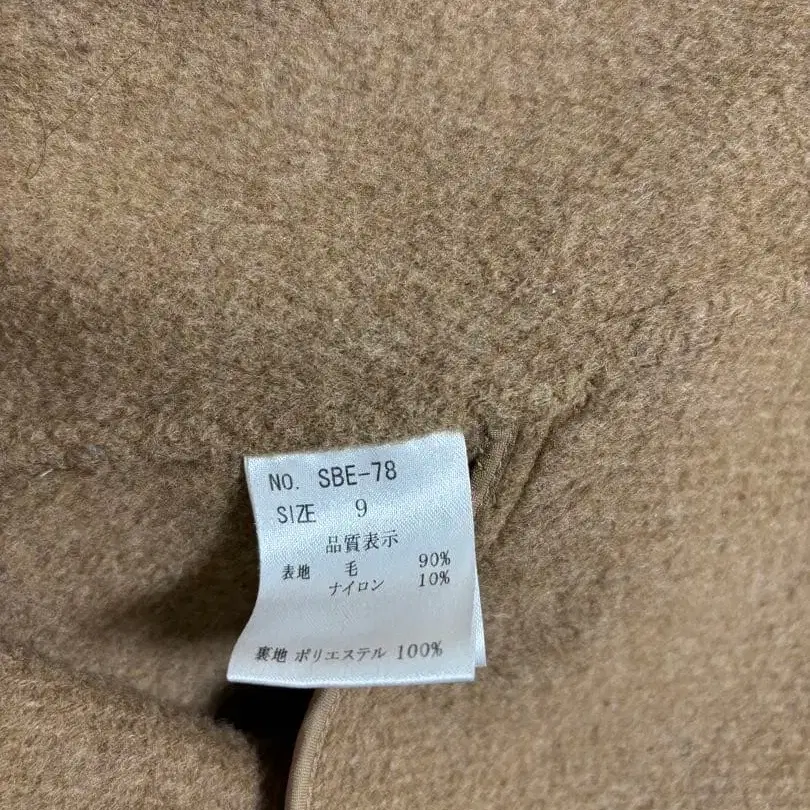 NO. SBE-78
SIZE 9
品質表示
表地 毛 90%
ナイロン 10%
裏地 ポリエステル 100%